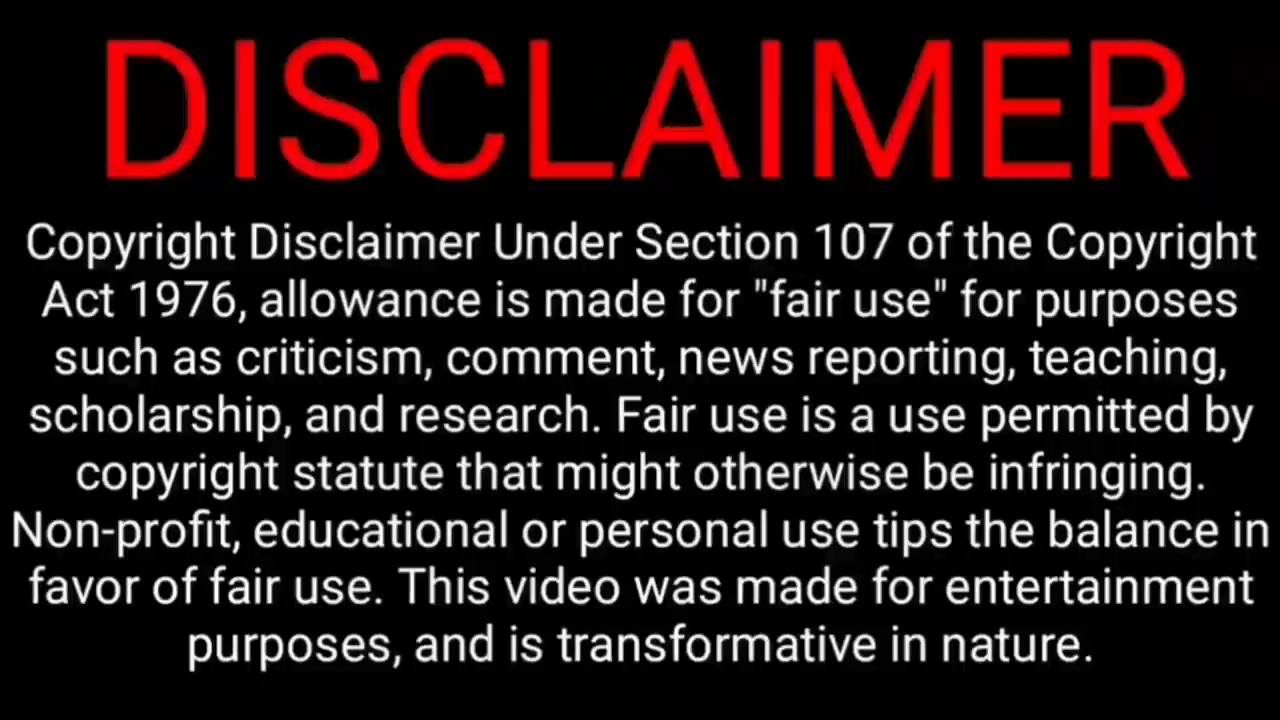 DISCLAIMER
Copyright Disclaimer Under Section 107 of the Copyright
Act 1976, allowance is made for "fair use" for purposes
such as criticism, comment, news reporting, teaching,
scholarship, and research. Fair use is a use permitted by
copyright statute that might otherwise be infringing.
Non-profit, educational or personal use tips the balance in
favor of fair use. This video was made for entertainment
purposes, and is transformative in nature.